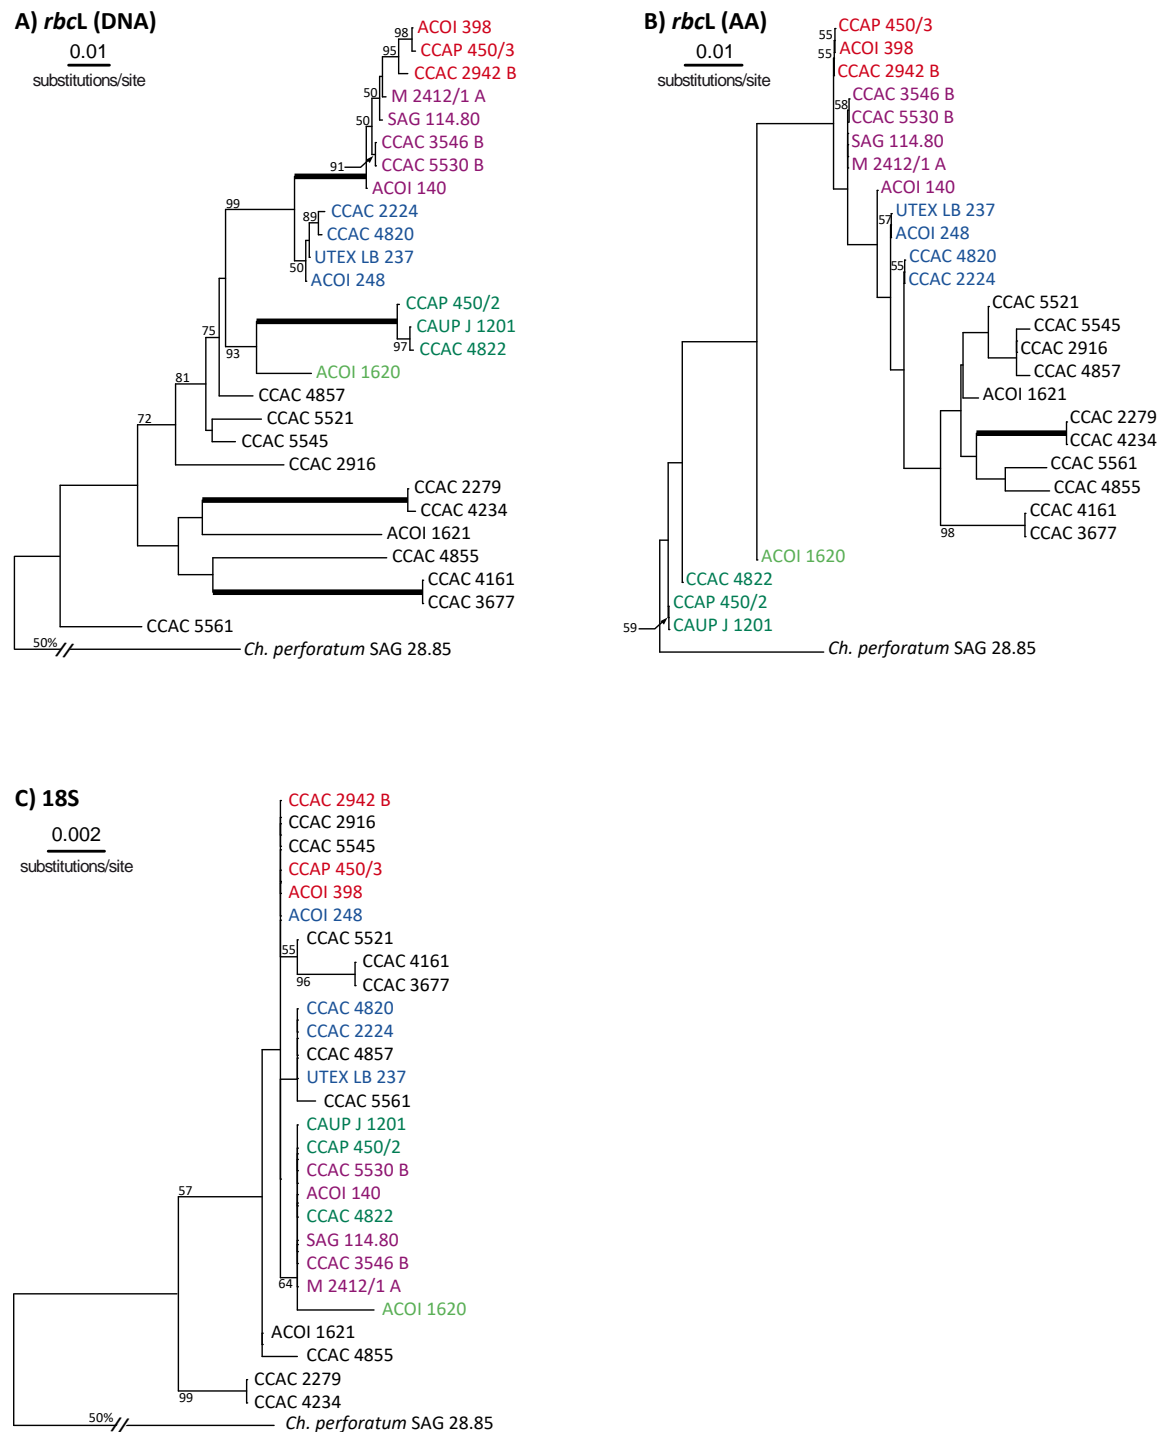 A) rbcL (DNA)
0.01
substitutions/site
98
ACOI 398
95
CCAP 450/3
CCAC 2942 B
50
M 2412/1 A
50
SAG 114.80
CCAC 3546 B
91
CCAC 5530 B
ACOI 140
99
89
CCAC 2224
CCAC 4820
UTEX LB 237
50
ACOI 248
CCAP 450/2
75
CAUP J 1201
93
97
CCAC 4822
81
ACOI 1620
CCAC 4857
72
CCAC 5521
CCAC 5545
CCAC 2916
CCAC 2279
CCAC 4234
ACOI 1621
CCAC 4855
CCAC 4161
CCAC 3677
CCAC 5561
50%
Ch. perforatum SAG 28.85
B) rbcL (AA)
0.01
substitutions/site
55
CCAP 450/3
55
ACOI 398
CCAC 2942 B
58
CCAC 3546 B
CCAC 5530 B
SAG 114.80
M 2412/1 A
ACOI 140
57
UTEX LB 237
ACOI 248
55
CCAC 4820
CCAC 2224
CCAC 5521
CCAC 5545
CCAC 2916
CCAC 4857
ACOI 1621
CCAC 2279
CCAC 4234
CCAC 5561
CCAC 4855
CCAC 4161
98
CCAC 3677
ACOI 1620
CCAC 4822
CCAP 450/2
59
CAUP J 1201
Ch. perforatum SAG 28.85
C) 18S
0.002
substitutions/site
CCAC 2942 B
CCAC 2916
CCAC 5545
CCAP 450/3
ACOI 398
ACOI 248
55
CCAC 5521
CCAC 4161
96
CCAC 3677
CCAC 4820
CCAC 2224
CCAC 4857
UTEX LB 237
CCAC 5561
CAUP J 1201
CCAP 450/2
CCAC 5530 B
57
ACOI 140
CCAC 4822
SAG 114.80
CCAC 3546 B
64
M 2412/1 A
ACOI 1620
ACOI 1621
CCAC 4855
CCAC 2279
99
CCAC 4234
50%
Ch. perforatum SAG 28.85